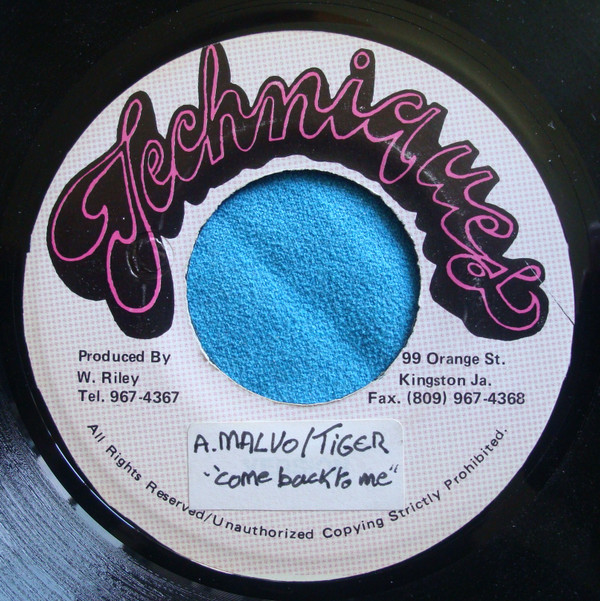 Techniques
Produced By
W. Riley
Tel. 967-4367
99 Orange St.
Kingston Ja.
Fax. (809) 967-4368
A. MALVO/TIGER
"come back to me"
All Rights Reserved/Unauthorized Copying Strictly Prohibited.